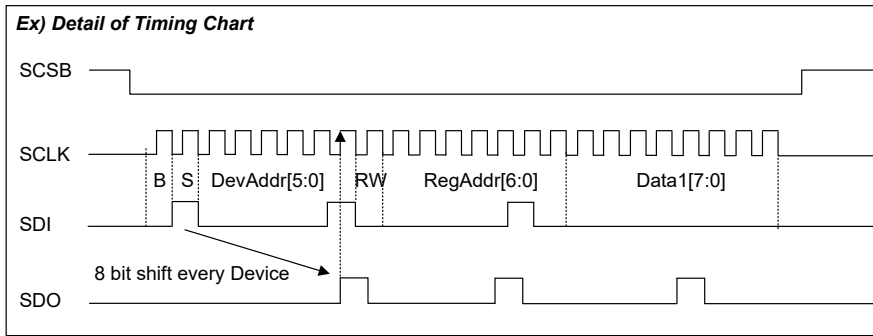 Ex) Detail of Timing Chart
SCSB
SCLK
B S DevAddr[5:0] RW RegAddr[6:0] Data1[7:0]
SDI
8 bit shift every Device
SDO